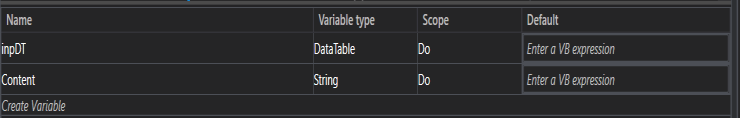 Name Variable type Scope Default
inpDT DataTable Do Enter a VB expression
Content String Do Enter a VB expression
Create Variable